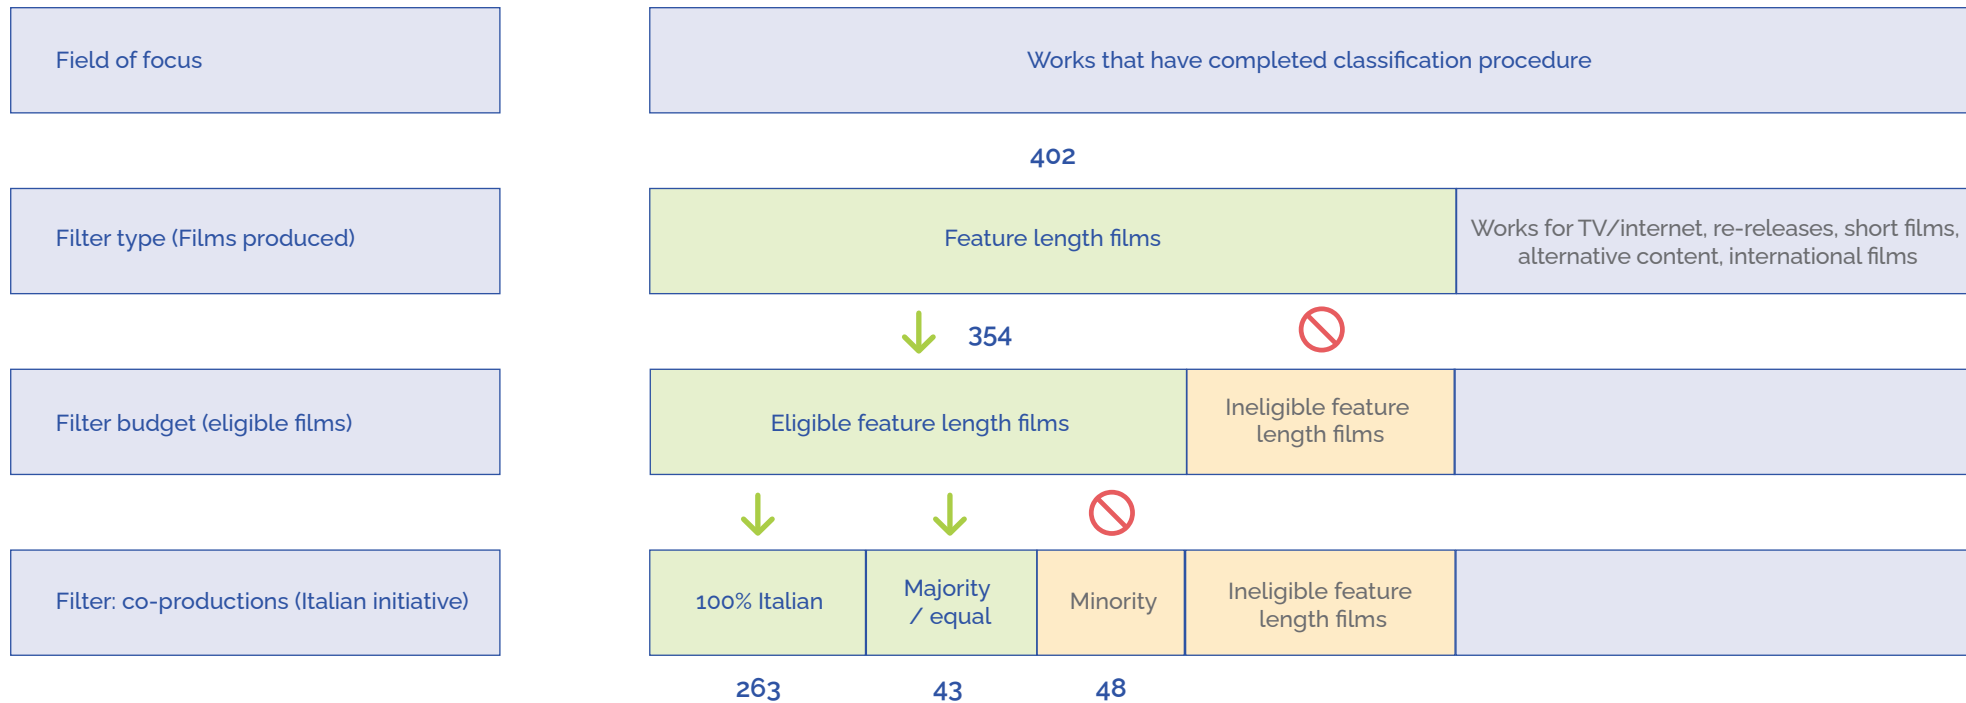 Field of focus
Works that have completed classification procedure
402
Filter type (Films produced)
Feature length films
Works for TV/internet, re-releases, short films,
alternative content, international films
354
Filter budget (eligible films)
Eligible feature length films
Ineligible feature
length films
Filter: co-productions (Italian initiative)
100% Italian
Majority
/ equal
Minority
Ineligible feature
length films
263
43
48